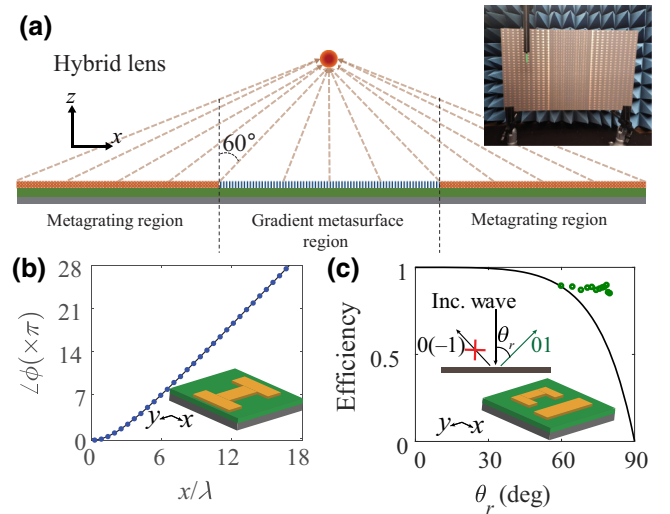 (a)
Hybrid lens
z
x
60°
Metagrating region
Gradient metasurface
region
Metagrating region
(b)
28
21
14
7
0
∠ϕ(×π)
y
x
0
6
12
18
x/λ
(c)
1
0.5
0
Efficiency
Inc. wave
0(−1)
θr
01
y
x
0
30
60
90
θr (deg)